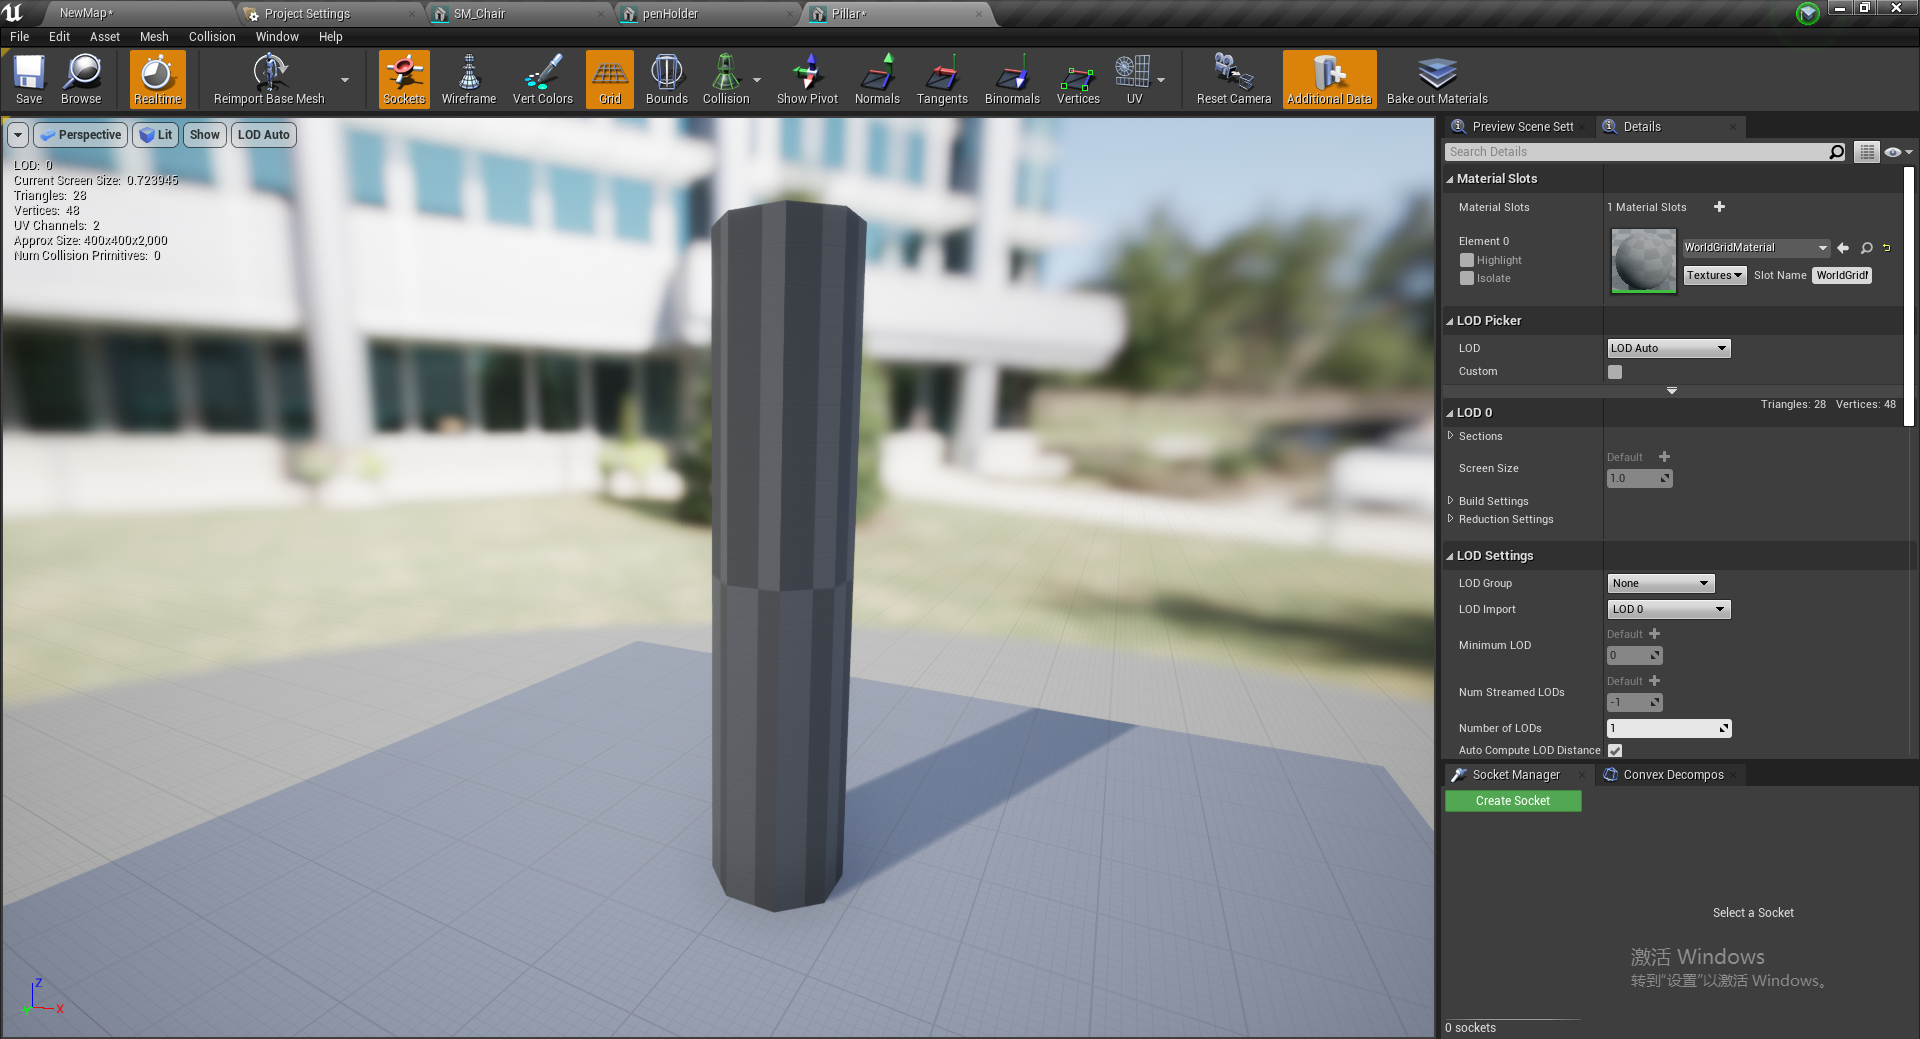 NewMap*
Project Settings
SM_Chair
penHolder
Pillar*
File Edit Asset Mesh Collision Window Help
Save
Browse
Realtime
Reimport Base Mesh
Sockets
Wireframe
Vert Colors
Grid
Bounds
Collision
Show Pivot
Normals
Tangents
Binormals
Vertices
UV
Reset Camera
Additional Data
Bake out Materials
Perspective
Lit
Show
LOD Auto
LOD: 0
Current Screen Size: 0.723945
Triangles: 28
Vertices: 48
UV Channels: 2
Approx Size: 400x400x2,000
Num Collision Primitives: 0
Z
X
Preview Scene Sett
Details
Search Details
Material Slots
Material Slots
1 Material Slots
Element 0
Highlight
Isolate
WorldGridMaterial
Textures
Slot Name
WorldGridM
LOD Picker
LOD
LOD Auto
Custom
LOD 0
Triangles: 28 Vertices: 48
Sections
Screen Size
Default
1.0
Build Settings
Reduction Settings
LOD Settings
LOD Group
None
LOD Import
LOD 0
Minimum LOD
Default
0
Num Streamed LODs
Default
-1
Number of LODs
1
Auto Compute LOD Distance
Socket Manager
Convex Decompos
Create Socket
Select a Socket
激活 Windows
转到“设置”以激活 Windows。
0 sockets